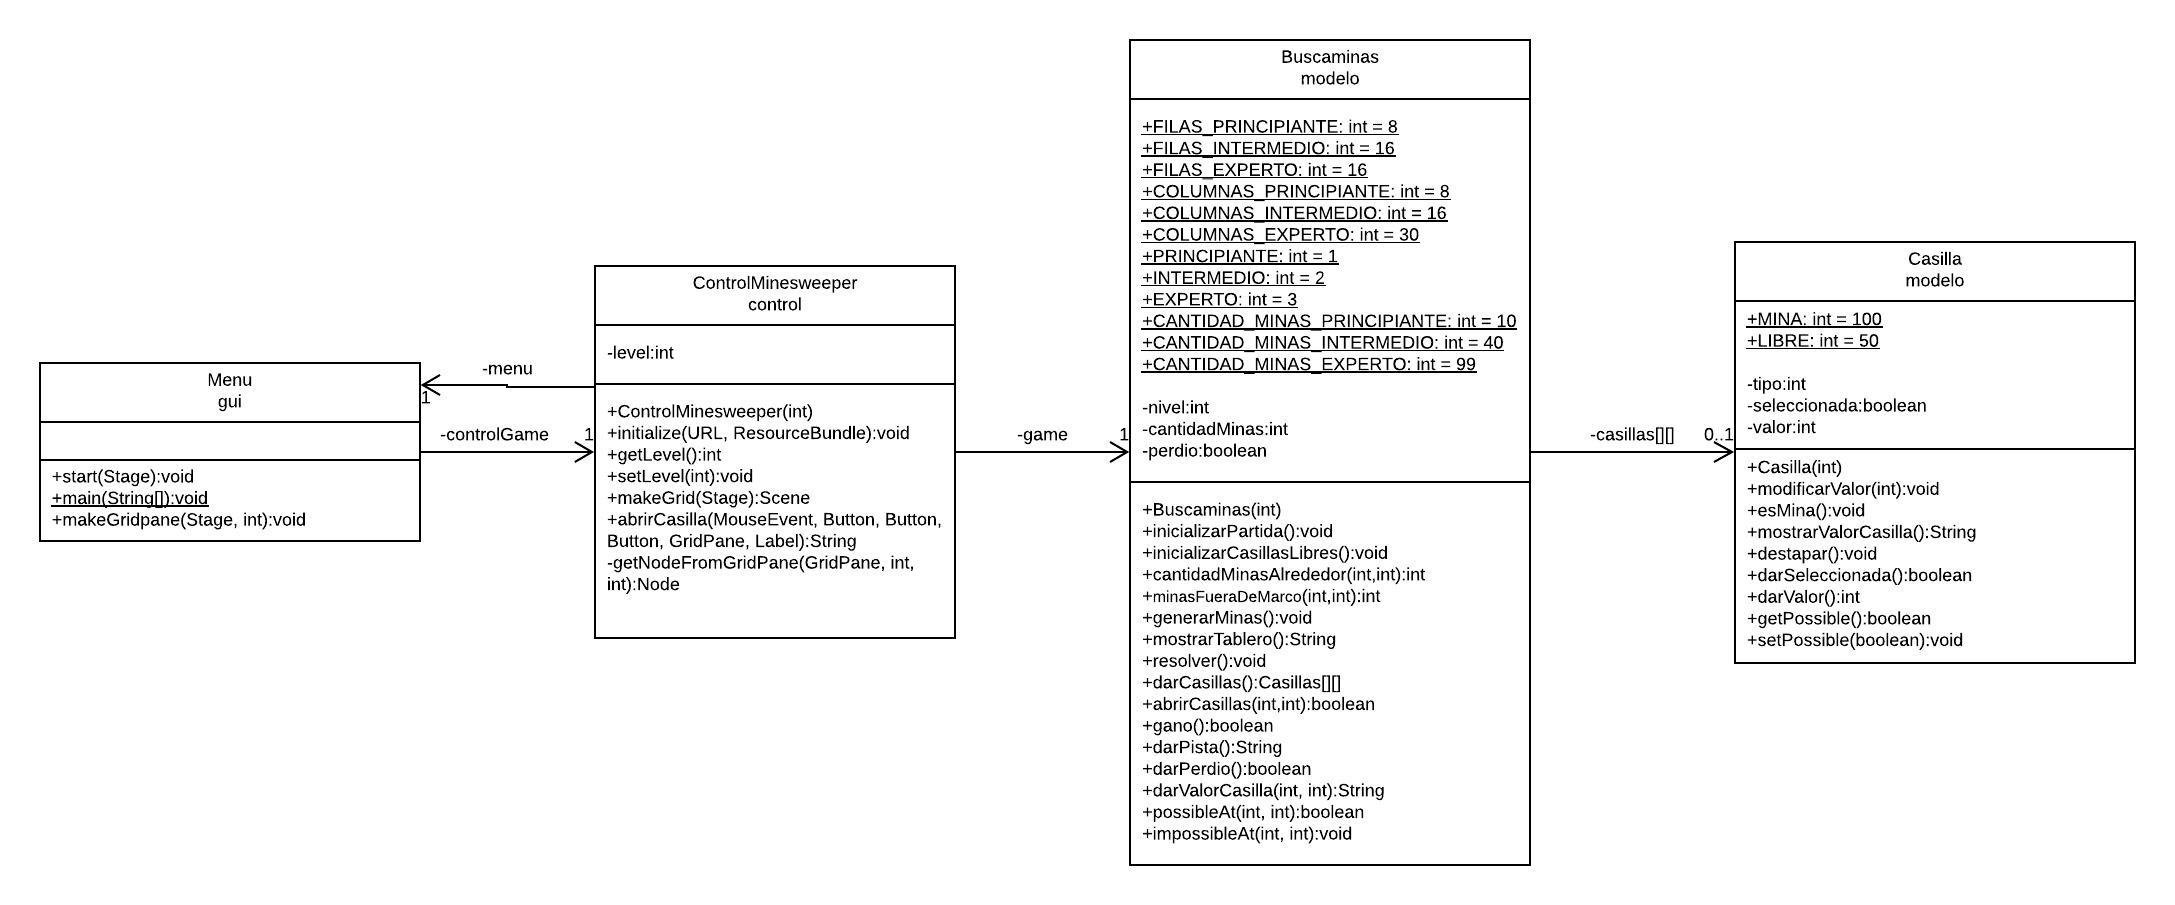 Menu
gui
+start(Stage):void
+main(String[]):void
+makeGridpane(Stage, int):void
-menu
1
-controlGame
1
ControlMinesweeper
control
-level:int
+ControlMinesweeper(int)
+initialize(URL, ResourceBundle):void
+getLevel():int
+setLevel(int):void
+makeGrid(Stage):Scene
+abrirCasilla(MouseEvent, Button, Button,
Button, GridPane, Label):String
-getNodeFromGridPane(GridPane, int,
int):Node
-game
1
Buscaminas
modelo
+FILAS_PRINCIPIANTE: int = 8
+FILAS_INTERMEDIO: int = 16
+FILAS_EXPERTO: int = 16
+COLUMNAS_PRINCIPIANTE: int = 8
+COLUMNAS_INTERMEDIO: int = 16
+COLUMNAS_EXPERTO: int = 30
+PRINCIPIANTE: int = 1
+INTERMEDIO: int = 2
+EXPERTO: int = 3
+CANTIDAD_MINAS_PRINCIPIANTE: int = 10
+CANTIDAD_MINAS_INTERMEDIO: int = 40
+CANTIDAD_MINAS_EXPERTO: int = 99
-nivel:int
-cantidadMinas:int
-perdio:boolean
+Buscaminas(int)
+inicializarPartida():void
+inicializarCasillasLibres():void
+cantidadMinasAlrededor(int,int):int
+minasFueraDeMarco(int,int):int
+generarMinas():void
+mostrarTablero():String
+resolver():void
+darCasillas():Casillas[][]
+abrirCasillas(int,int):boolean
+gano():boolean
+darPista():String
+darPerdio():boolean
+darValorCasilla(int, int):String
+possibleAt(int, int):boolean
+impossibleAt(int, int):void
-casillas[][]
0..1
Casilla
modelo
+MINA: int = 100
+LIBRE: int = 50
-tipo:int
-seleccionada:boolean
-valor:int
+Casilla(int)
+modificarValor(int):void
+esMina():void
+mostrarValorCasilla():String
+destapar():void
+darSeleccionada():boolean
+darValor():int
+getPossible():boolean
+setPossible(boolean):void